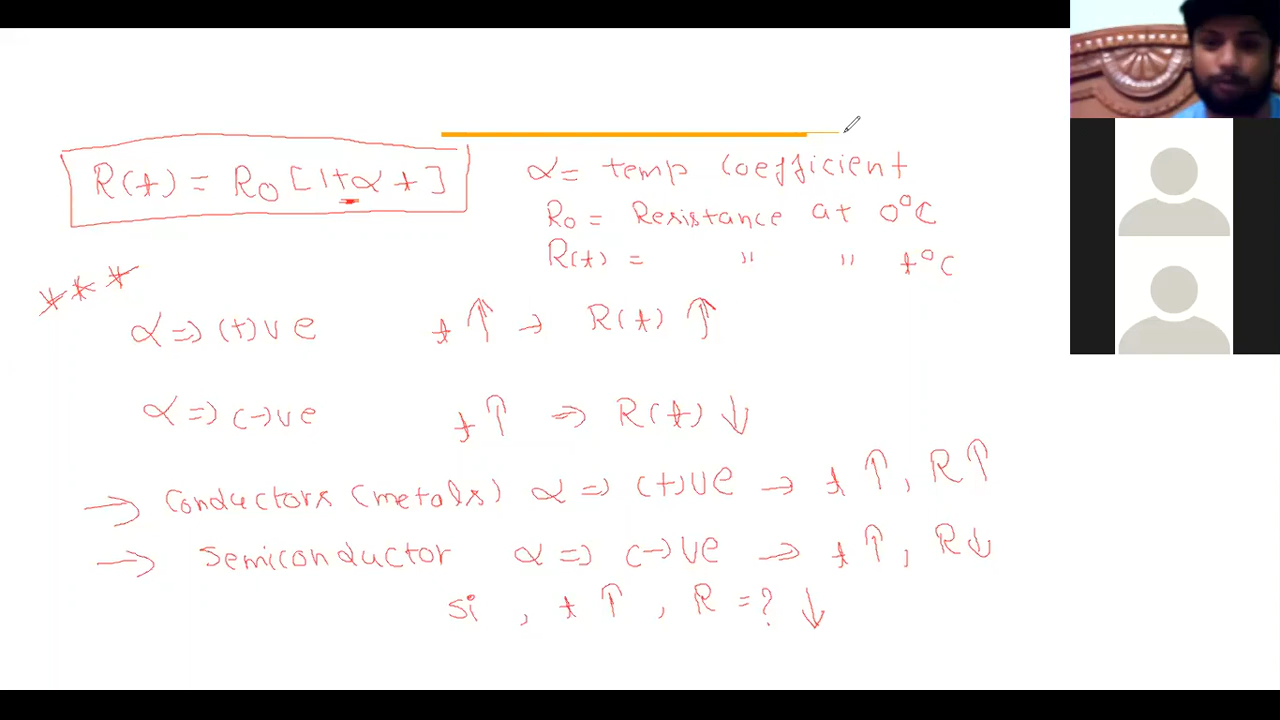 R(t) = R0 [1+α t]
α = temp coefficient
R0 = Resistance at 0°C
R(t) = " " t°C
***
α => (+)ve t ↑ → R(t) ↑
α => (-)ve t ↑ => R(t) ↓
→ Conductors (metals) α => (+)ve → t ↑, R ↑
→ Semiconductor α => (-)ve → t ↑, R ↓
si, t ↑, R = ? ↓